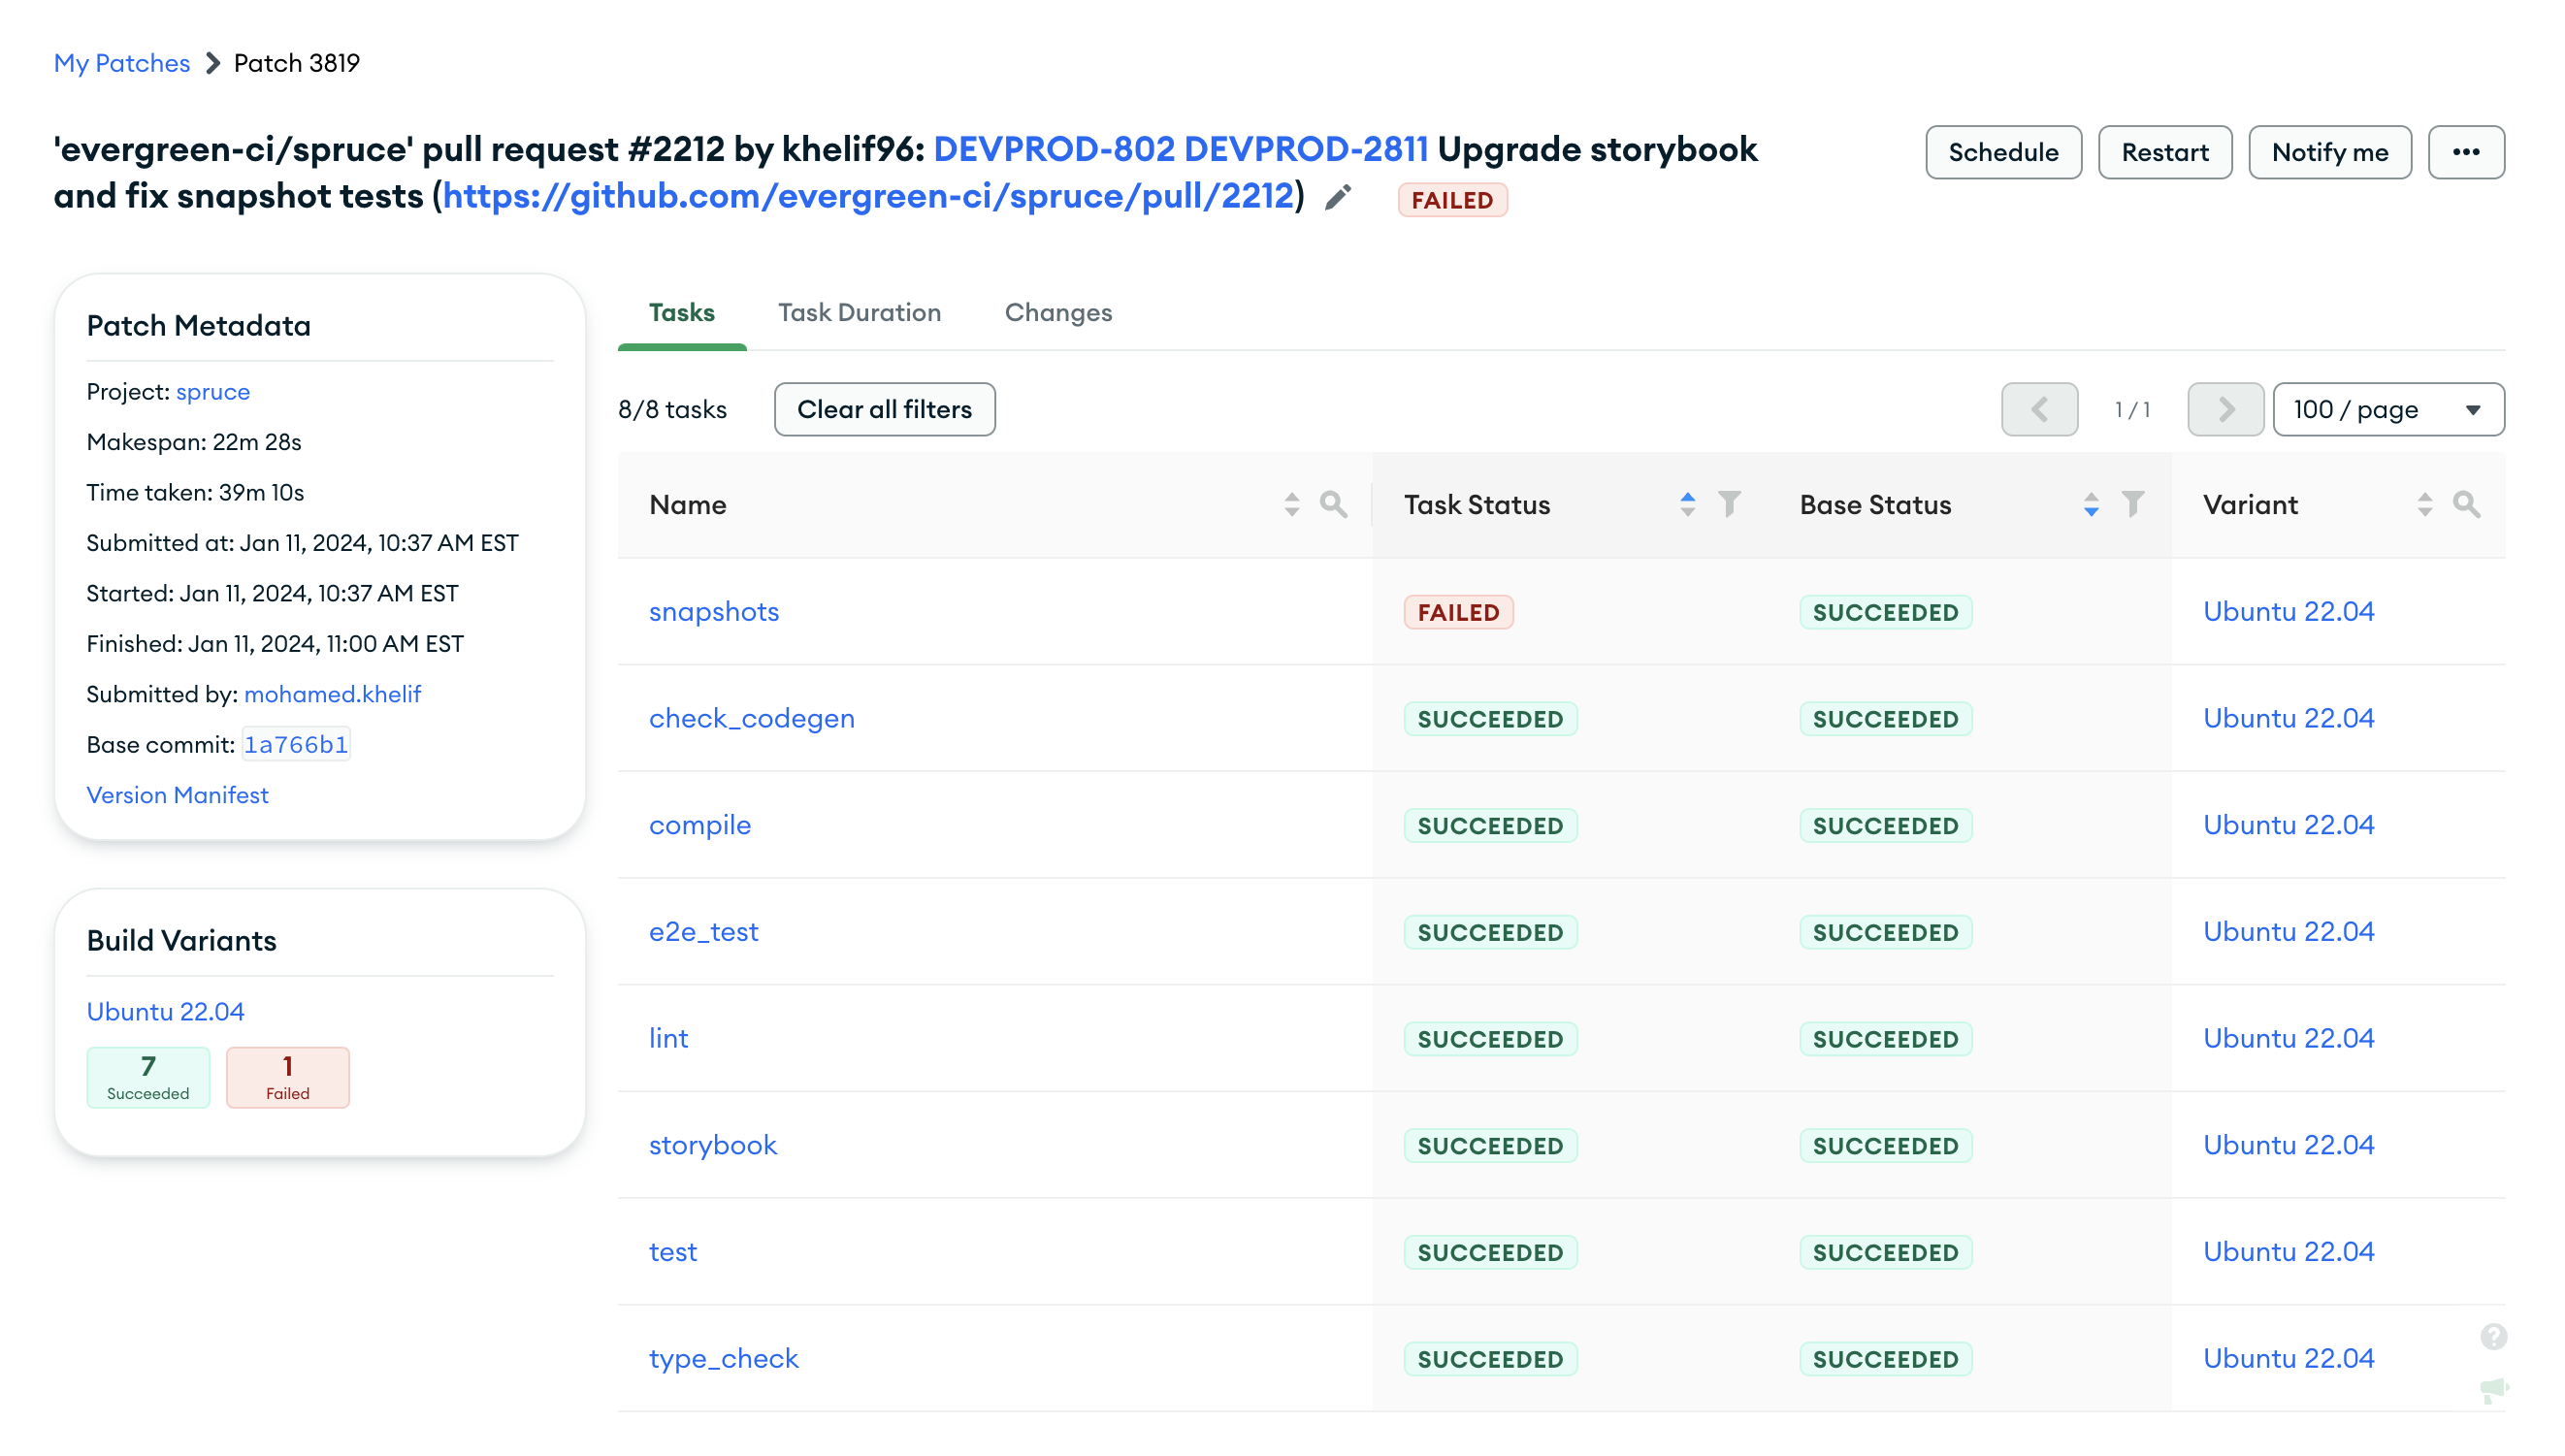 My Patches Patch 3819
'evergreen-ci/spruce' pull request #2212 by khelif96: DEVPROD-802 DEVPROD-2811 Upgrade storybook
and fix snapshot tests (https://github.com/evergreen-ci/spruce/pull/2212) FAILED
Schedule Restart Notify me •••
Patch Metadata
Project: spruce
Makespan: 22m 28s
Time taken: 39m 10s
Submitted at: Jan 11, 2024, 10:37 AM EST
Started: Jan 11, 2024, 10:37 AM EST
Finished: Jan 11, 2024, 11:00 AM EST
Submitted by: mohamed.khelif
Base commit: 1a766b1
Version Manifest
Build Variants
Ubuntu 22.04
7 1
Succeeded Failed
Tasks Task Duration Changes
8/8 tasks Clear all filters 1 / 1 100 / page
Name Task Status Base Status Variant
snapshots FAILED SUCCEEDED Ubuntu 22.04
check_codegen SUCCEEDED SUCCEEDED Ubuntu 22.04
compile SUCCEEDED SUCCEEDED Ubuntu 22.04
e2e_test SUCCEEDED SUCCEEDED Ubuntu 22.04
lint SUCCEEDED SUCCEEDED Ubuntu 22.04
storybook SUCCEEDED SUCCEEDED Ubuntu 22.04
test SUCCEEDED SUCCEEDED Ubuntu 22.04
type_check SUCCEEDED SUCCEEDED Ubuntu 22.04